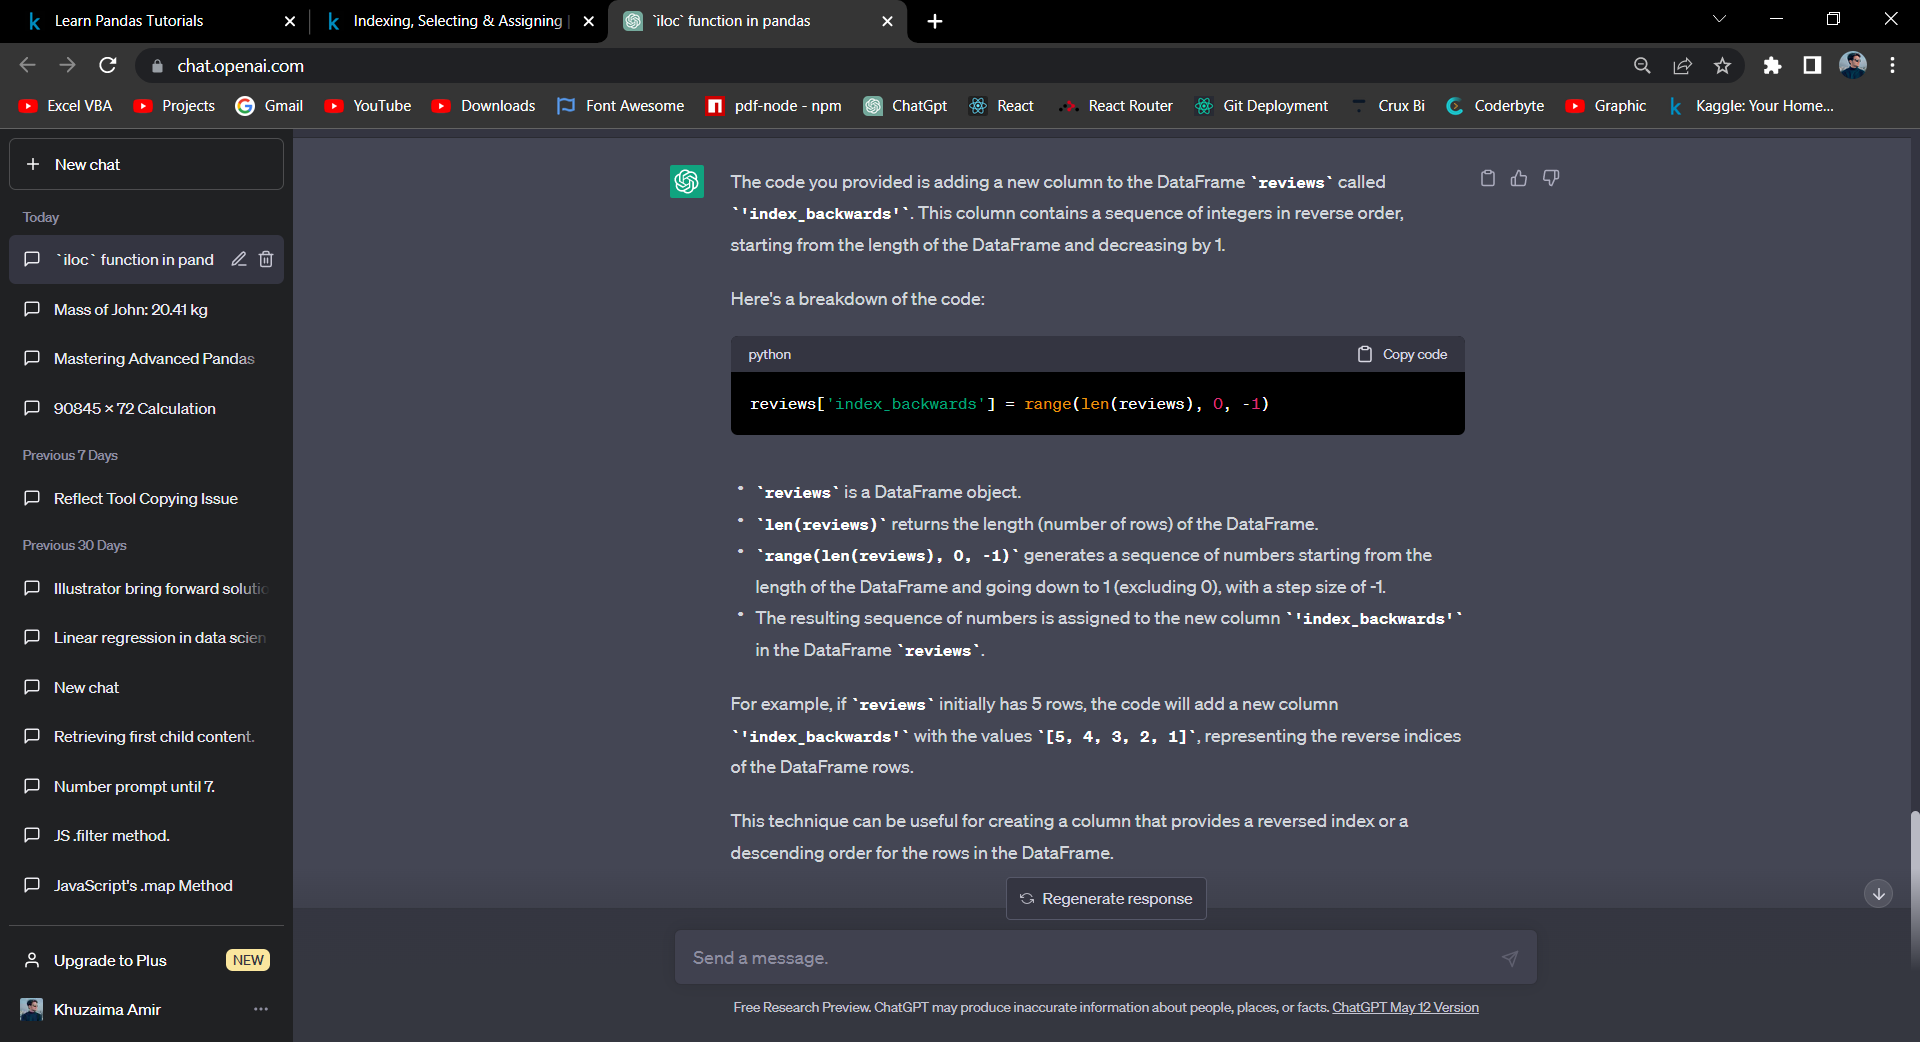 Learn Pandas Tutorials
Indexing, Selecting & Assigning
`iloc` function in pandas
chat.openai.com
Excel VBA
Projects
Gmail
YouTube
Downloads
Font Awesome
pdf-node - npm
ChatGpt
React
React Router
Git Deployment
Crux Bi
Coderbyte
Graphic
Kaggle: Your Home...
New chat
Today
`iloc` function in pand
Mass of John: 20.41 kg
Mastering Advanced Pandas
90845 × 72 Calculation
Previous 7 Days
Reflect Tool Copying Issue
Previous 30 Days
Illustrator bring forward solutio
Linear regression in data scien
New chat
Retrieving first child content.
Number prompt until 7.
JS .filter method.
JavaScript's .map Method
Upgrade to Plus
NEW
Khuzaima Amir
The code you provided is adding a new column to the DataFrame `reviews` called
`'index_backwards'`. This column contains a sequence of integers in reverse order,
starting from the length of the DataFrame and decreasing by 1.
Here's a breakdown of the code:
python
Copy code
reviews['index_backwards'] = range(len(reviews), 0, -1)
• `reviews` is a DataFrame object.
• `len(reviews)` returns the length (number of rows) of the DataFrame.
• `range(len(reviews), 0, -1)` generates a sequence of numbers starting from the
length of the DataFrame and going down to 1 (excluding 0), with a step size of -1.
• The resulting sequence of numbers is assigned to the new column `'index_backwards'`
in the DataFrame `reviews`.
For example, if `reviews` initially has 5 rows, the code will add a new column
`'index_backwards'` with the values `[5, 4, 3, 2, 1]`, representing the reverse indices
of the DataFrame rows.
This technique can be useful for creating a column that provides a reversed index or a
descending order for the rows in the DataFrame.
Regenerate response
Send a message.
Free Research Preview. ChatGPT may produce inaccurate information about people, places, or facts. ChatGPT May 12 Version